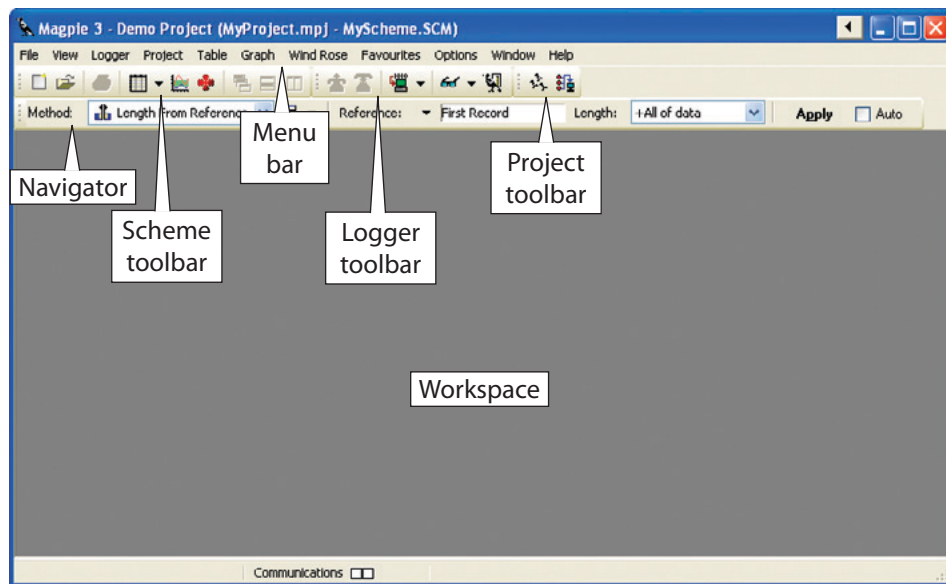 Magpie 3 - Demo Project (MyProject.mpj - MyScheme.SCM)
File View Logger Project Table Graph Wind Rose Favourites Options Window Help
Method: Length From Reference Reference: First Record Length: +All of data Apply Auto
Menu
bar
Navigator
Project
toolbar
Scheme
toolbar
Logger
toolbar
Workspace
Communications